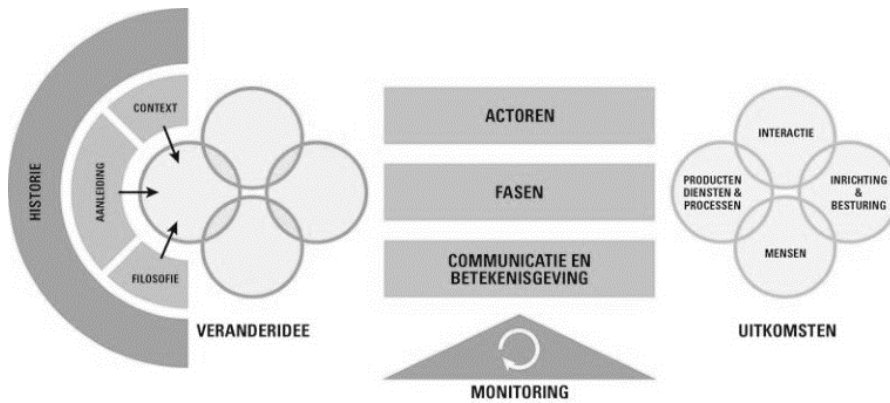 HISTORIE
CONTEXT
AANLEIDING
FILOSOFIE
VERANDERIDEE
ACTOREN
FASEN
COMMUNICATIE EN
BETEKENISGEVING
MONITORING
INTERACTIE
PRODUCTEN
DIENSTEN &
PROCESSEN
INRICHTING
&
BESTURING
MENSEN
UITKOMSTEN